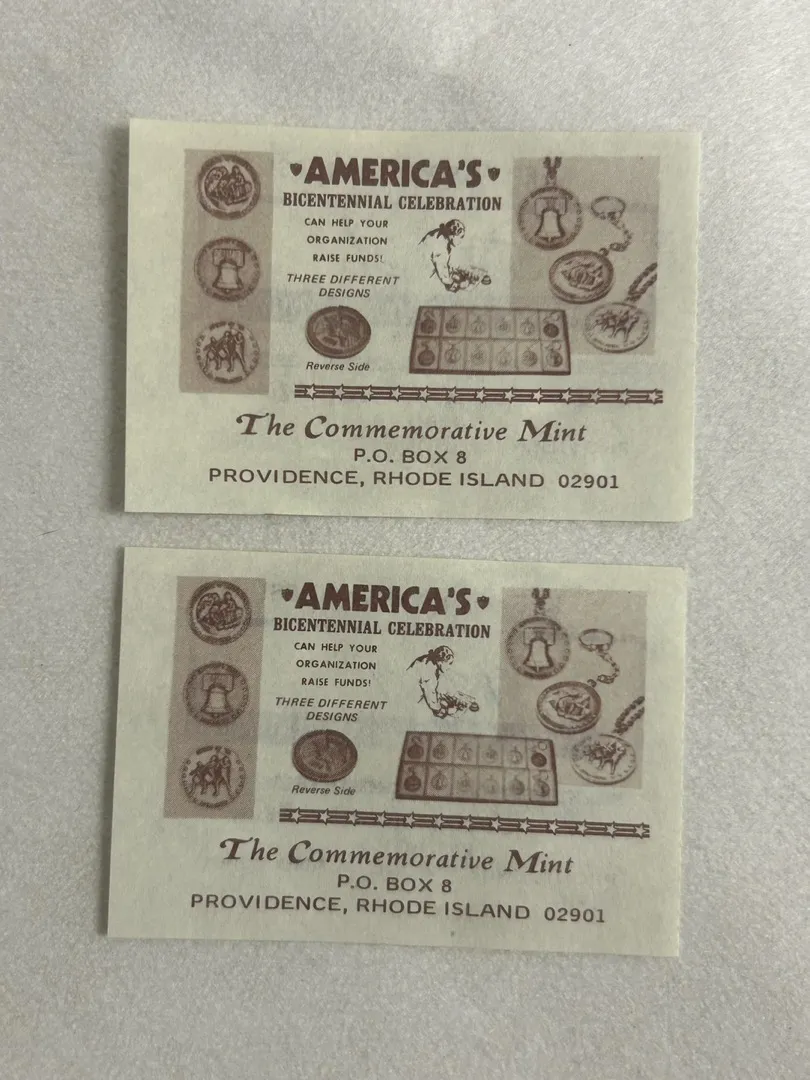 AMERICA'S
BICENTENNIAL CELEBRATION
CAN HELP YOUR
ORGANIZATION
RAISE FUNDS!
THREE DIFFERENT
DESIGNS
Reverse Side
The Commemorative Mint
P.O. BOX 8
PROVIDENCE, RHODE ISLAND 02901
AMERICA'S
BICENTENNIAL CELEBRATION
CAN HELP YOUR
ORGANIZATION
RAISE FUNDS!
THREE DIFFERENT
DESIGNS
Reverse Side
The Commemorative Mint
P.O. BOX 8
PROVIDENCE, RHODE ISLAND 02901